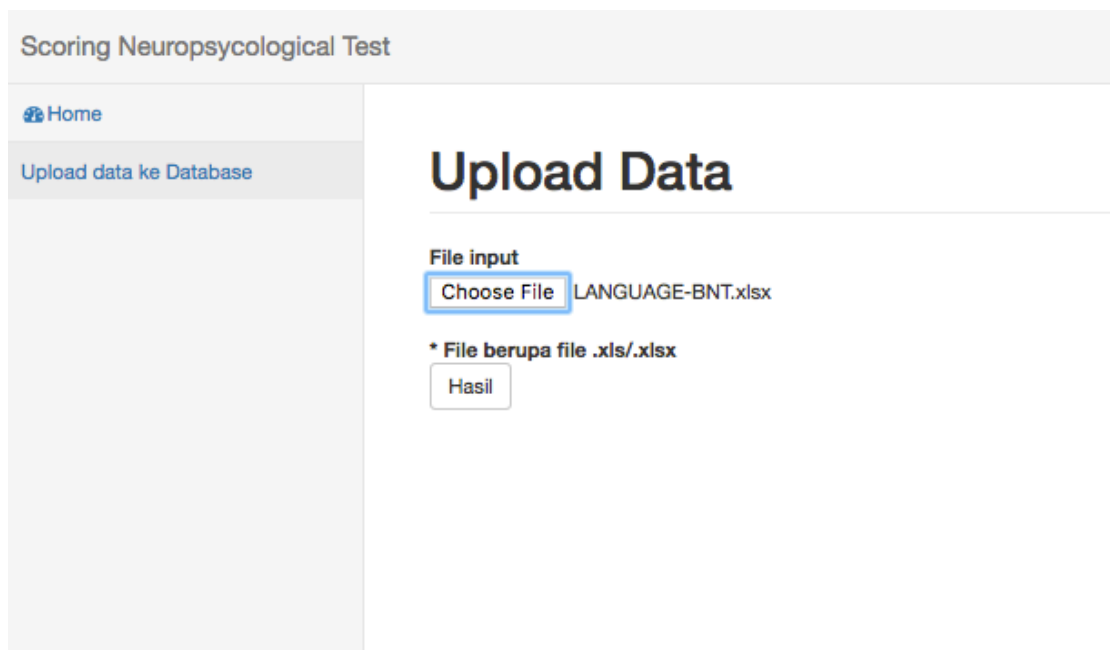 Scoring Neuropsycological Test
Home
Upload data ke Database
Upload Data
File input
Choose File LANGUAGE-BNT.xlsx
* File berupa file .xls/.xlsx
Hasil